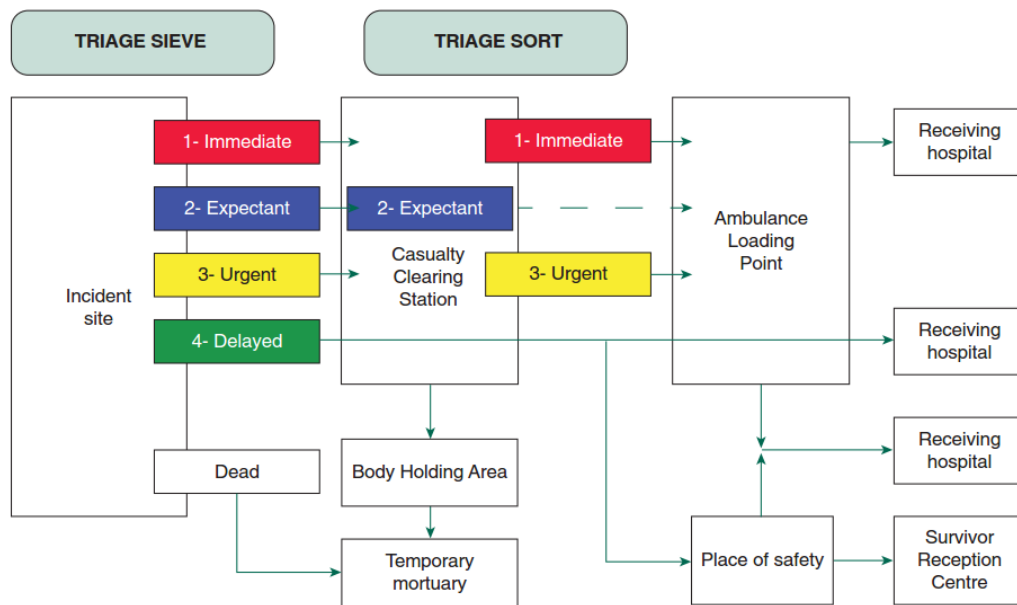 TRIAGE SIEVE
TRIAGE SORT
1- Immediate
1- Immediate
Receiving
hospital
2- Expectant
2- Expectant
Ambulance
Loading
Point
Casualty
Clearing
Station
3- Urgent
3- Urgent
Incident
site
4- Delayed
Receiving
hospital
Dead
Body Holding Area
Receiving
hospital
Temporary
mortuary
Place of safety
Survivor
Reception
Centre